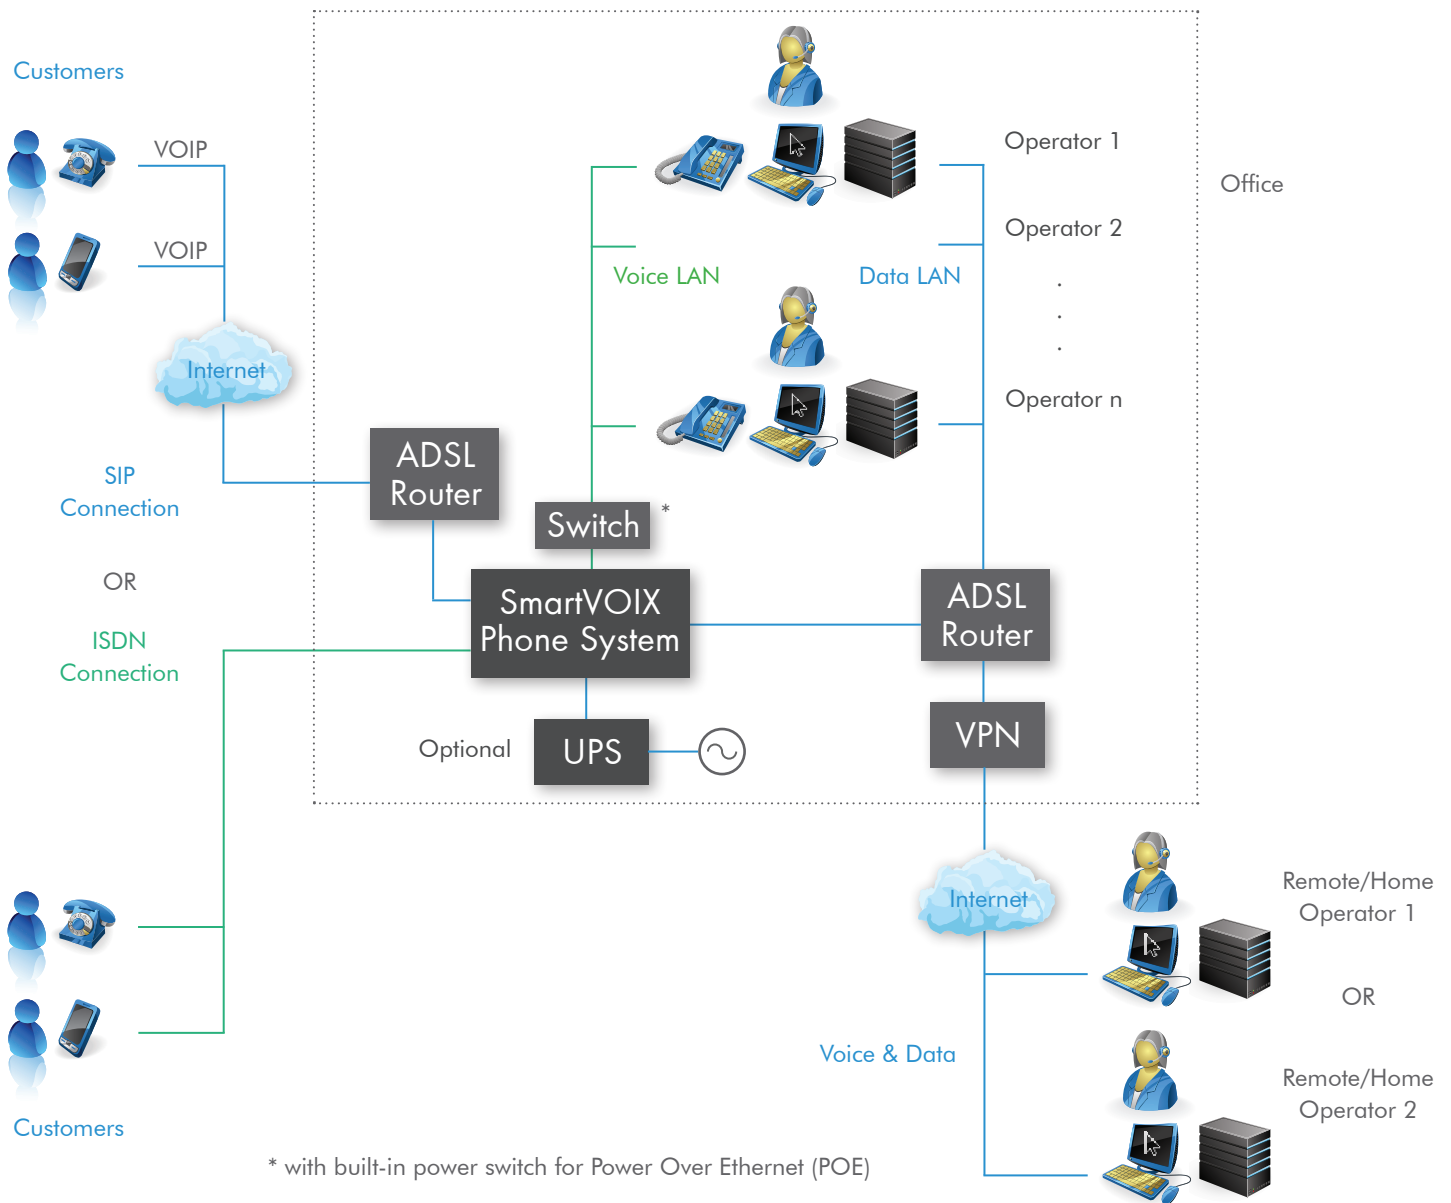 Customers
VOIP
VOIP
Internet
SIP
Connection
OR
ISDN
Connection
Customers
Operator 1
Operator 2
.
.
.
Operator n
Office
Voice LAN
Data LAN
ADSL
Router
Switch
*
SmartVOIX
Phone System
ADSL
Router
Optional
UPS
VPN
Internet
Remote/Home
Operator 1
OR
Voice & Data
Remote/Home
Operator 2
* with built-in power switch for Power Over Ethernet (POE)